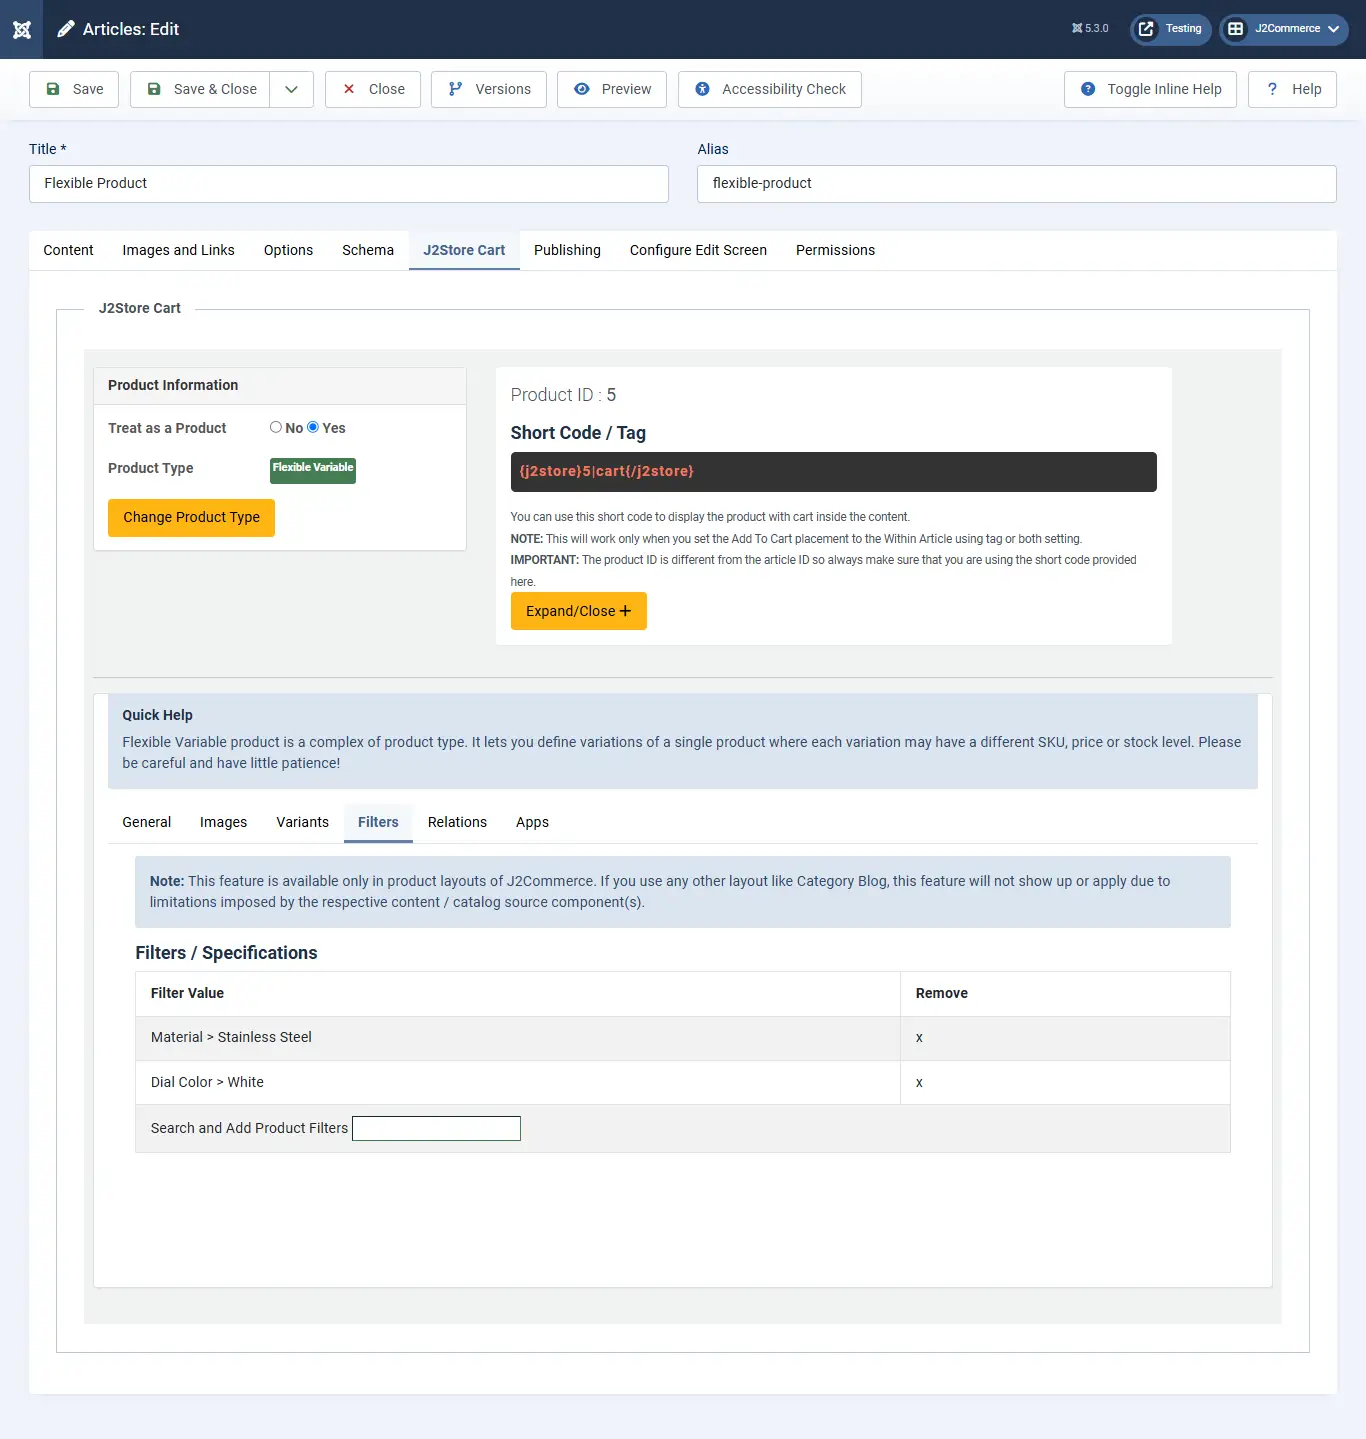 Articles: Edit
5.3.0
Testing
J2Commerce
Save
Save & Close
Close
Versions
Preview
Accessibility Check
Toggle Inline Help
? Help
Title *
Alias
Flexible Product
flexible-product
Content
Images and Links
Options
Schema
J2Store Cart
Publishing
Configure Edit Screen
Permissions
J2Store Cart
Product Information
Treat as a Product
No
Yes
Product Type
Flexible Variable
Change Product Type
Product ID : 5
Short Code / Tag
{j2store}5|cart{/j2store}
You can use this short code to display the product with cart inside the content.
NOTE: This will work only when you set the Add To Cart placement to the Within Article using tag or both setting.
IMPORTANT: The product ID is different from the article ID so always make sure that you are using the short code provided
here.
Expand/Close +
Quick Help
Flexible Variable product is a complex of product type. It lets you define variations of a single product where each variation may have a different SKU, price or stock level. Please
be careful and have little patience!
General
Images
Variants
Filters
Relations
Apps
Note: This feature is available only in product layouts of J2Commerce. If you use any other layout like Category Blog, this feature will not show up or apply due to
limitations imposed by the respective content / catalog source component(s).
Filters / Specifications
Filter Value
Remove
Material > Stainless Steel
x
Dial Color > White
x
Search and Add Product Filters